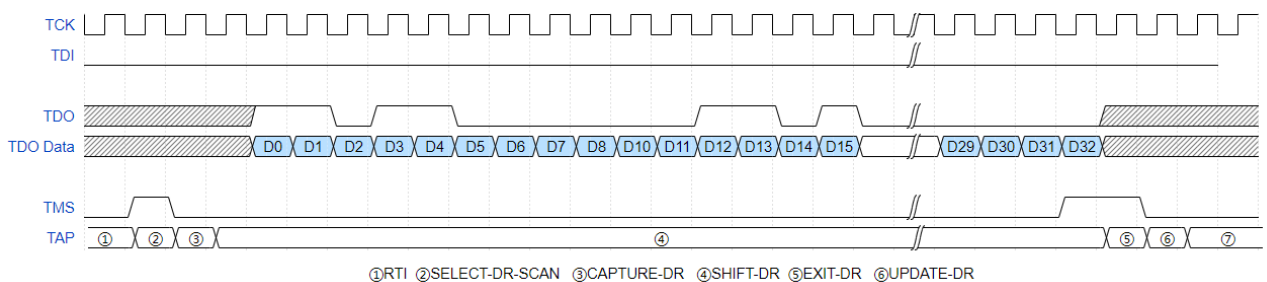 TCK
TDI
TDO
TDO Data D0 D1 D2 D3 D4 D5 D6 D7 D8 D10 D11 D12 D13 D14 D15 D29 D30 D31 D32
TMS
TAP ① ② ③ ④ ⑤ ⑥ ⑦
①RTI ②SELECT-DR-SCAN ③CAPTURE-DR ④SHIFT-DR ⑤EXIT-DR ⑥UPDATE-DR